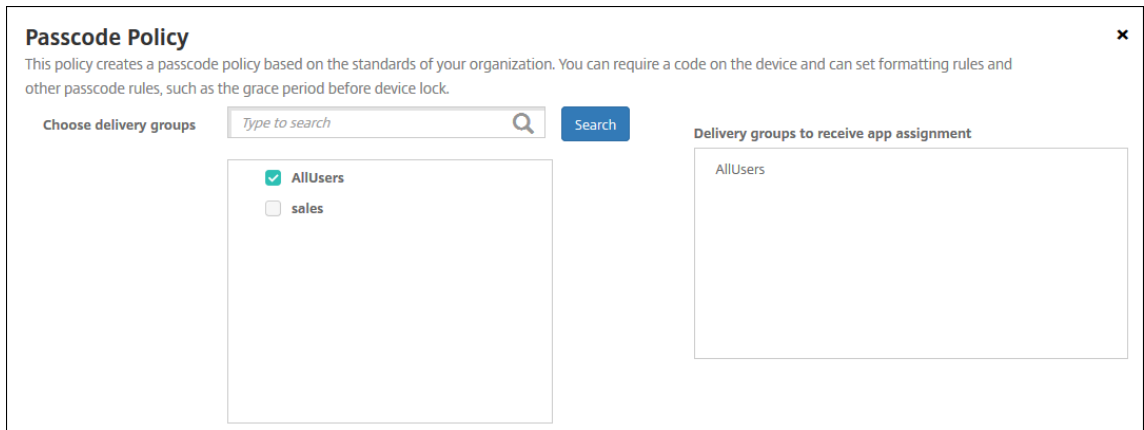 Passcode Policy
This policy creates a passcode policy based on the standards of your organization. You can require a code on the device and can set formatting rules and
other passcode rules, such as the grace period before device lock.
Choose delivery groups
Type to search
Search
Delivery groups to receive app assignment
AllUsers
sales
AllUsers